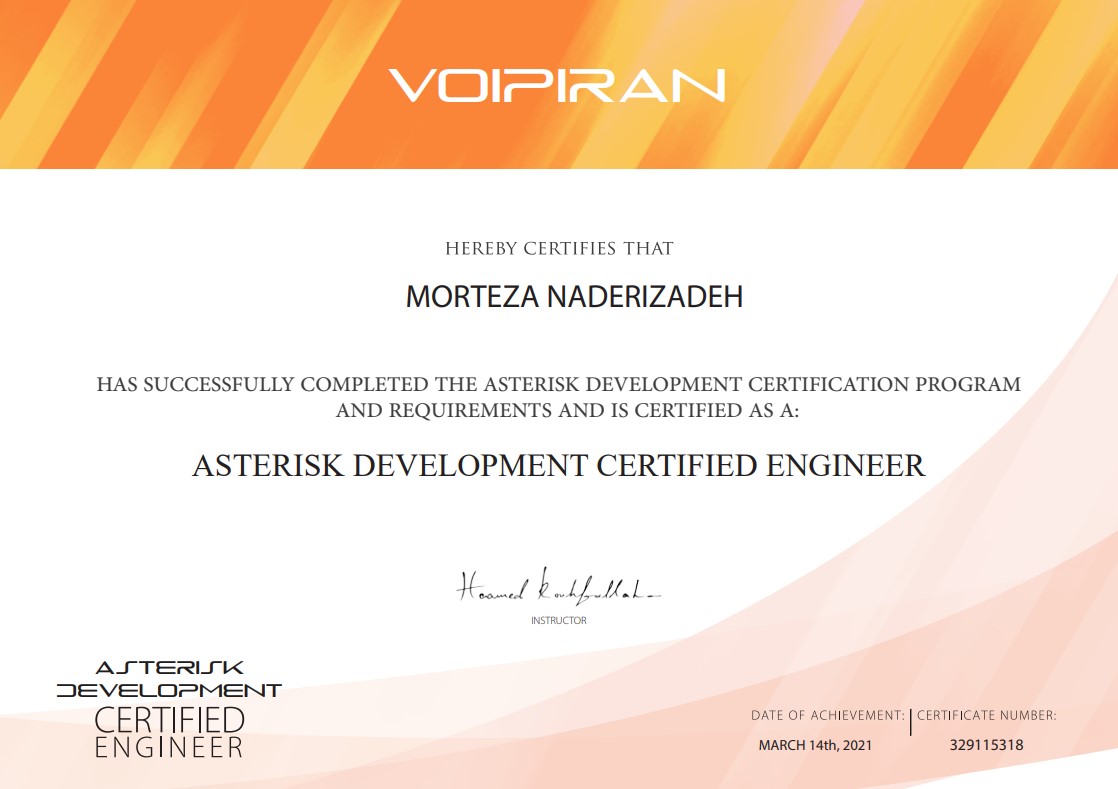 VOIPIRAN
HEREBY CERTIFIES THAT
MORTEZA NADERIZADEH
HAS SUCCESSFULLY COMPLETED THE ASTERISK DEVELOPMENT CERTIFICATION PROGRAM
AND REQUIREMENTS AND IS CERTIFIED AS A:
ASTERISK DEVELOPMENT CERTIFIED ENGINEER
Hoamed
INSTRUCTOR
ASTERISK
DEVELOPMENT
CERTIFIED
ENGINEER
DATE OF ACHIEVEMENT: CERTIFICATE NUMBER:
MARCH 14th, 2021 329115318